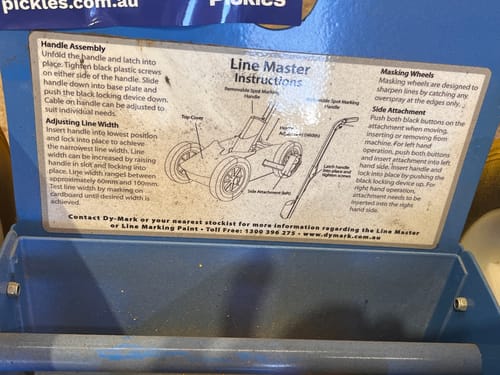 pickles.com.au
Pickles
Handle Assembly
Unfold the handle and latch into
place. Tighten black plastic screws
on either side of the handle. Slide
handle down into base plate and
push the black locking device down.
Cable on handle can be adjusted to
suit individual needs.
Adjusting Line Width
Insert handle into lowest position
and lock into place to achieve
the narrowest line width. Line
width can be increased by raising
handle in slot and locking into
place. Line width ranges between
approximately 60mm and 100mm.
Test line by marking on
cardboard until desired width is
achieved.
Line Master
Instructions
Removable Spot Marking
Handle
Removable Spot Marking
Handle
Top Cover
Side Attachment (left)
Latch handle
into place and
tighten screws
Masking Wheels
Masking wheels are designed to
sharpen lines by catching any
overspray at the edges only.
Side Attachment
Push both black buttons on the
attachment when moving,
inserting or removing from
machine. For left hand
operation, push both buttons
and insert attachment into left
hand side. Insert handle and
lock into place by pushing the
black locking device up. For
right hand operation,
attachment needs to be
inserted into the right
hand side.
Contact Dy-Mark or your nearest stockist for more information regarding the Line Master
or Line Marking Paint • Toll Free: 1300 396 275 • www.dymark.com.au